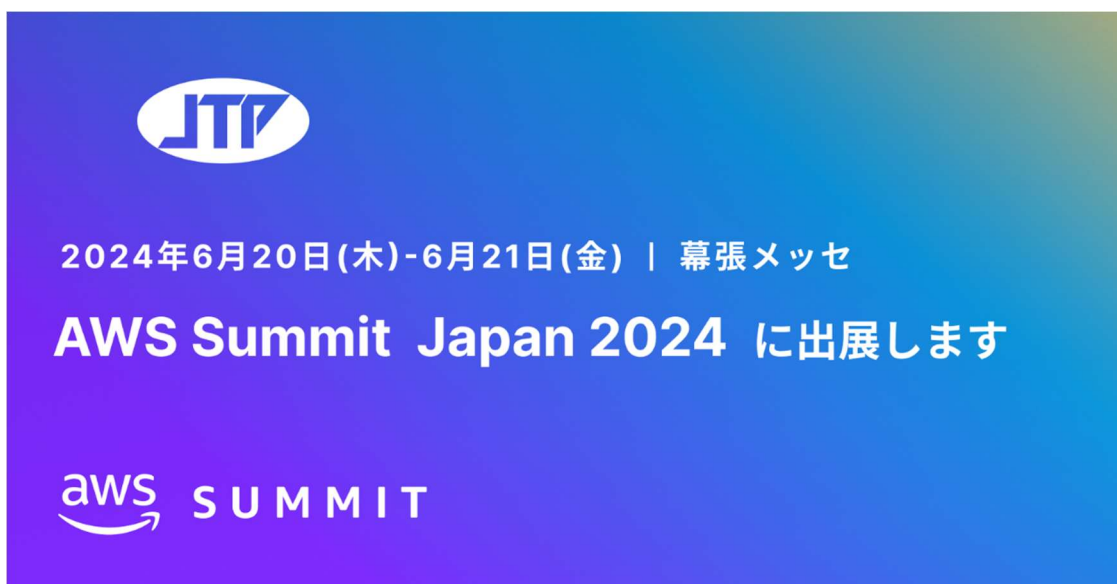 JTP
2024年6月20日(木)-6月21日(金) | 幕張メッセ
AWS Summit Japan 2024 に出展します
aws SUMMIT